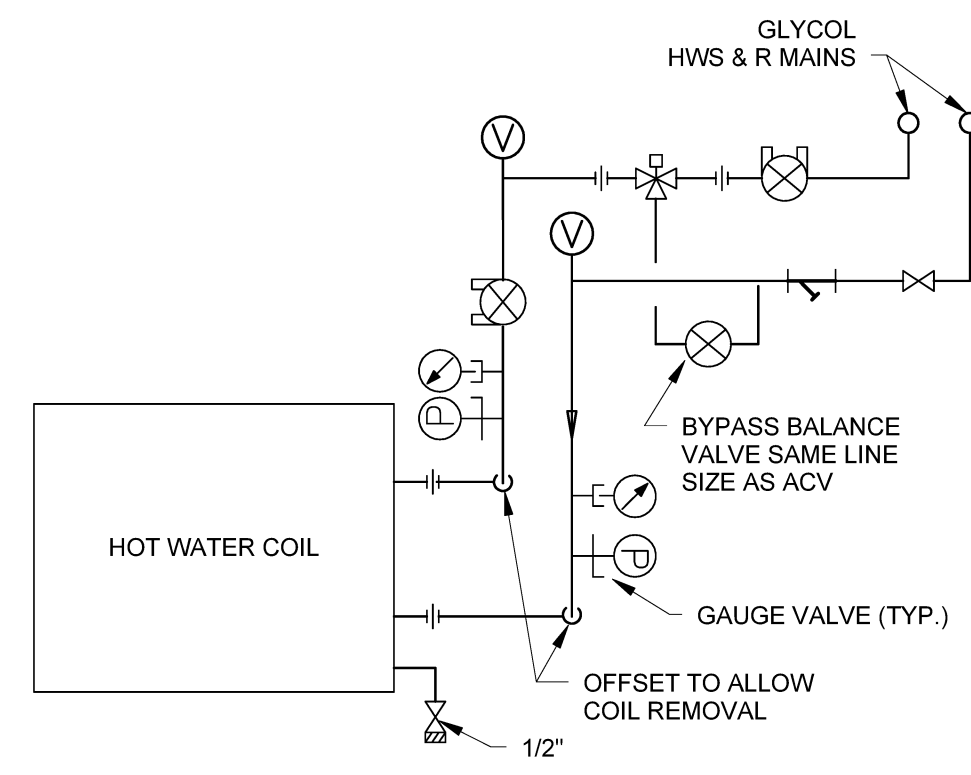 GLYCOL
HWS & R MAINS
V
V
BYPASS BALANCE
VALVE SAME LINE
SIZE AS ACV
P
HOT WATER COIL
P
GAUGE VALVE (TYP.)
OFFSET TO ALLOW
COIL REMOVAL
1/2"